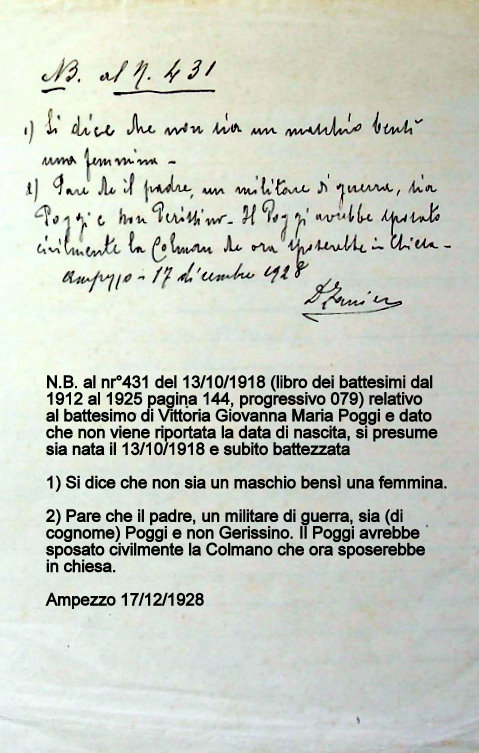 NB. al N. 431
1) Si dice che non sia un maschio bensì
una femmina -
2) Pare che il padre, un militare di guerra, sia
Poggi e non Gerissino - Il Poggi avrebbe sposato
civilmente la Colman che ora sposerebbe in chiesa -
Ampezzo - 17 dicembre 1928
N.B. al nr°431 del 13/10/1918 (libro dei battesimi dal
1912 al 1925 pagina 144, progressivo 079) relativo
al battesimo di Vittoria Giovanna Maria Poggi e dato
che non viene riportata la data di nascita, si presume
sia nata il 13/10/1918 e subito battezzata
1) Si dice che non sia un maschio bensì una femmina.
2) Pare che il padre, un militare di guerra, sia (di
cognome) Poggi e non Gerissino. Il Poggi avrebbe
sposato civilmente la Colmano che ora sposerebbe
in chiesa.
Ampezzo 17/12/1928